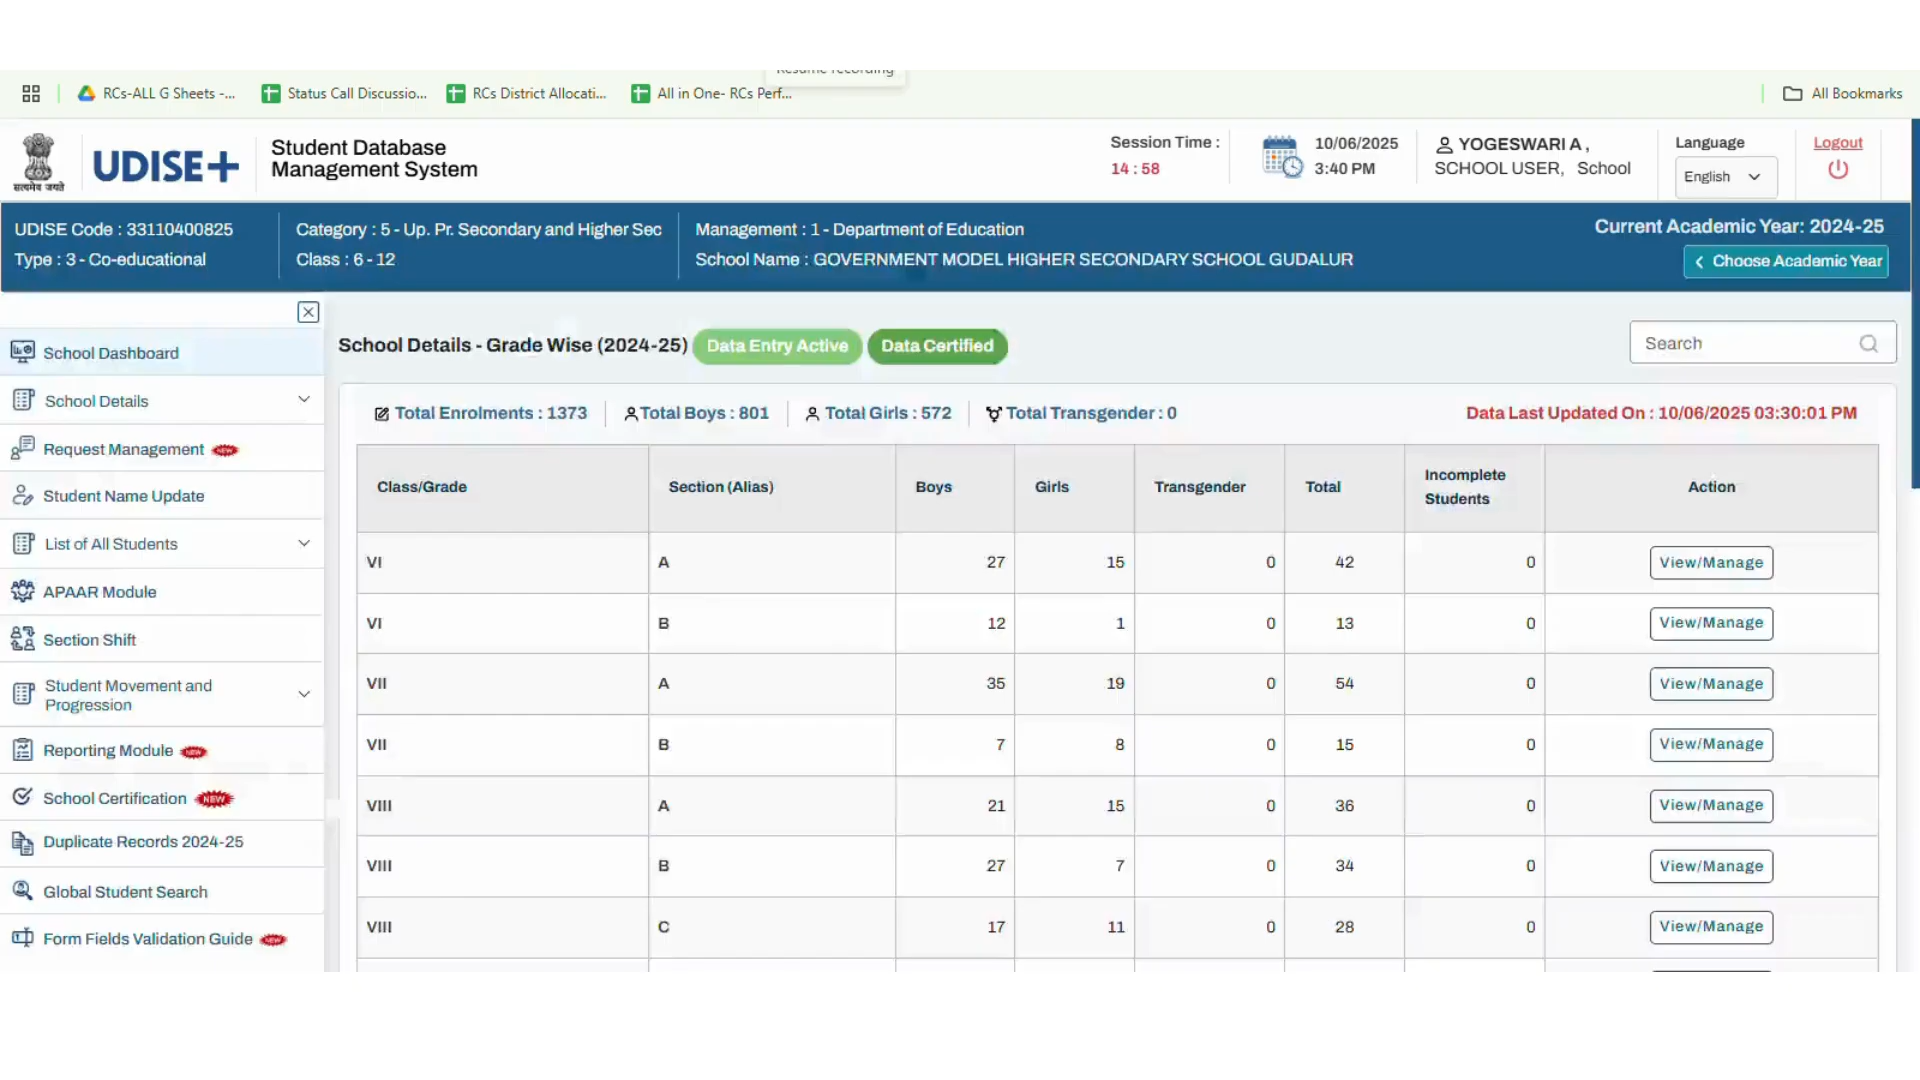 RCs-ALL G Sheets -...
Status Call Discussio...
RCs District Allocati...
All in One- RCs Perf...
All Bookmarks
सत्यमेव जयते
UDISE+
Student Database
Management System
Session Time :
14 : 58
10/06/2025
3:40 PM
YOGESWARI A ,
SCHOOL USER, School
Language
English
Logout
UDISE Code : 33110400825
Type : 3 - Co-educational
Category : 5 - Up. Pr. Secondary and Higher Sec
Class : 6 - 12
Management : 1 - Department of Education
School Name : GOVERNMENT MODEL HIGHER SECONDARY SCHOOL GUDALUR
Current Academic Year: 2024-25
Choose Academic Year
School Dashboard
School Details
Request Management NEW
Student Name Update
List of All Students
APAAR Module
Section Shift
Student Movement and
Progression
Reporting Module NEW
School Certification NEW
Duplicate Records 2024-25
Global Student Search
Form Fields Validation Guide NEW
School Details - Grade Wise (2024-25) Data Entry Active Data Certified
Search
Total Enrolments : 1373 Total Boys : 801 Total Girls : 572 Total Transgender : 0
Data Last Updated On : 10/06/2025 03:30:01 PM
Class/Grade Section (Alias) Boys Girls Transgender Total Incomplete Students Action
VI A 27 15 0 42 0 View/Manage
VI B 12 1 0 13 0 View/Manage
VII A 35 19 0 54 0 View/Manage
VII B 7 8 0 15 0 View/Manage
VIII A 21 15 0 36 0 View/Manage
VIII B 27 7 0 34 0 View/Manage
VIII C 17 11 0 28 0 View/Manage